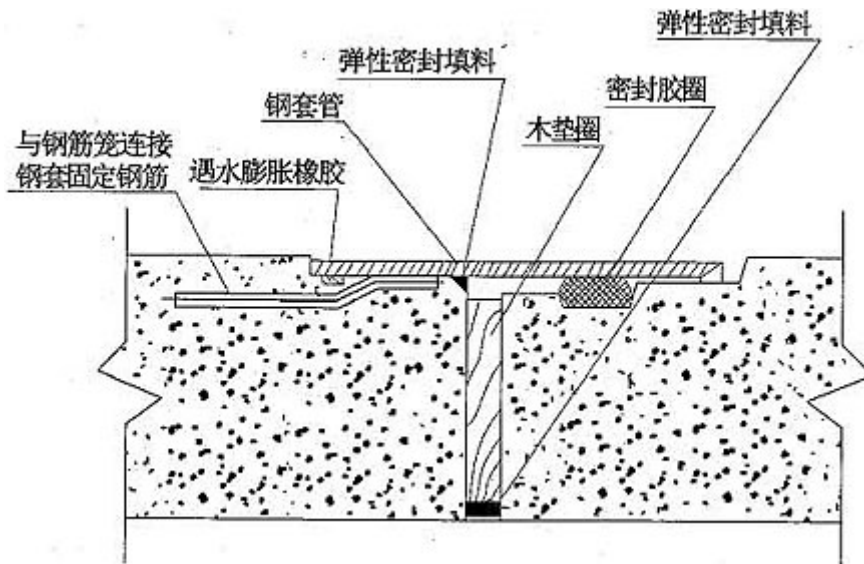 弹性密封填料
弹性密封填料
钢套管
密封胶圈
木垫圈
与钢筋笼连接
钢套固定钢筋
遇水膨胀橡胶